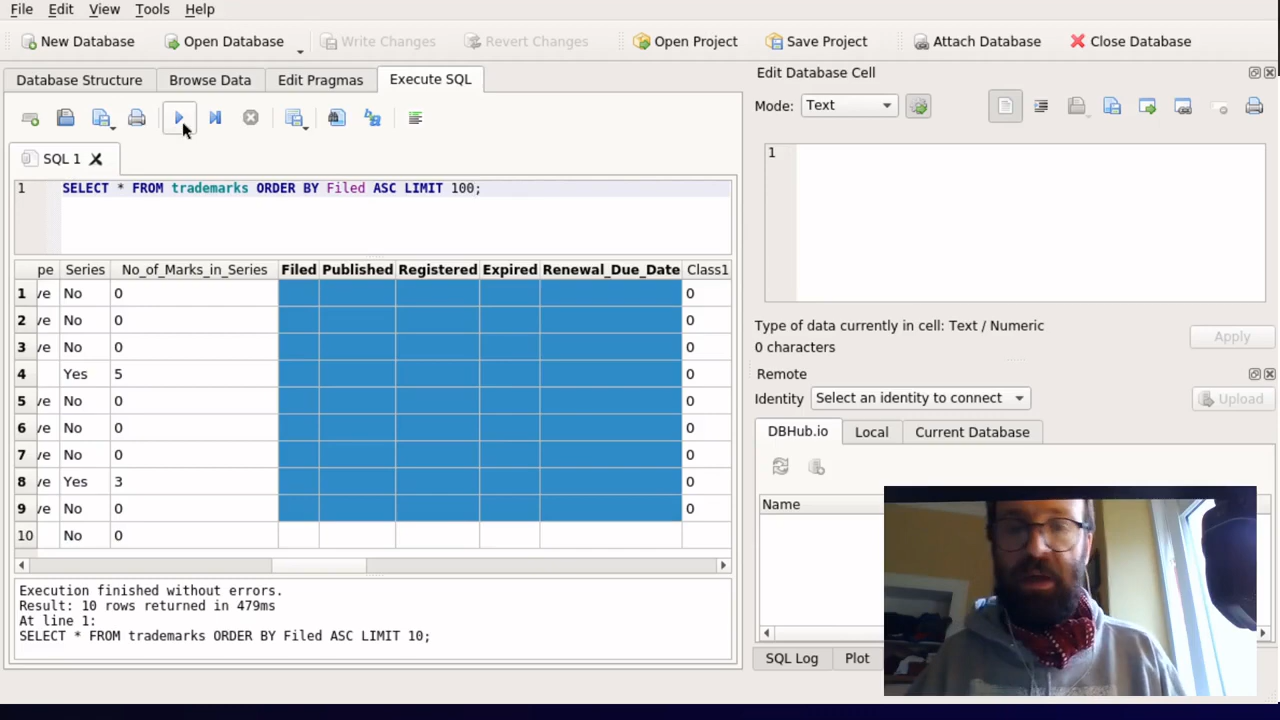 File Edit View Tools Help
New Database Open Database Write Changes Revert Changes Open Project Save Project Attach Database Close Database
Database Structure Browse Data Edit Pragmas Execute SQL
SQL 1
1 SELECT * FROM trademarks ORDER BY Filed ASC LIMIT 100;
pe Series No_of_Marks_in_Series Filed Published Registered Expired Renewal_Due_Date Class1
1 ve No 0 0
2 ve No 0 0
3 ve No 0 0
4 Yes 5 0
5 ve No 0 0
6 ve No 0 0
7 ve No 0 0
8 ve Yes 3 0
9 ve No 0 0
10 No 0
Execution finished without errors.
Result: 10 rows returned in 479ms
At line 1:
SELECT * FROM trademarks ORDER BY Filed ASC LIMIT 10;
Edit Database Cell
Mode: Text
1
Type of data currently in cell: Text / Numeric
0 characters
Apply
Remote
Identity Select an identity to connect Upload
DBHub.io Local Current Database
Name
SQL Log Plot